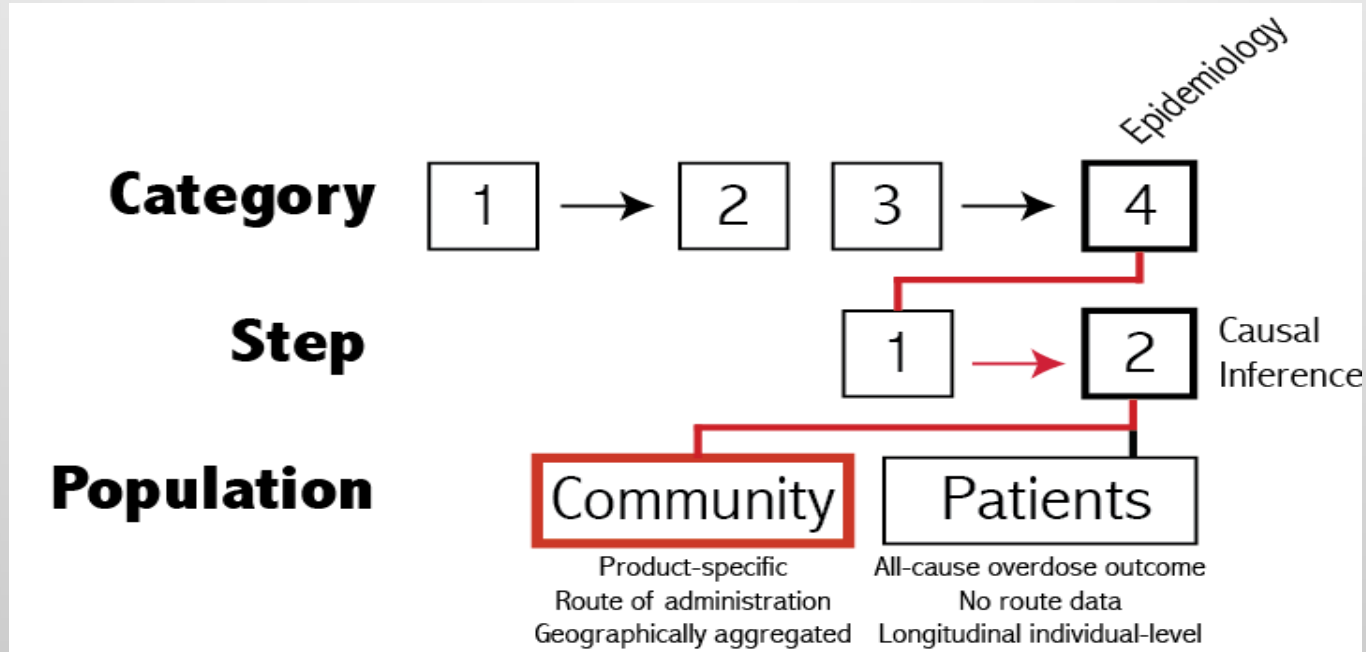 Epidemiology
Category 1 2 3 4
Step 1 2 Causal
Inference
Population Community Patients
Product-specific All-cause overdose outcome
Route of administration No route data
Geographically aggregated Longitudinal individual-level